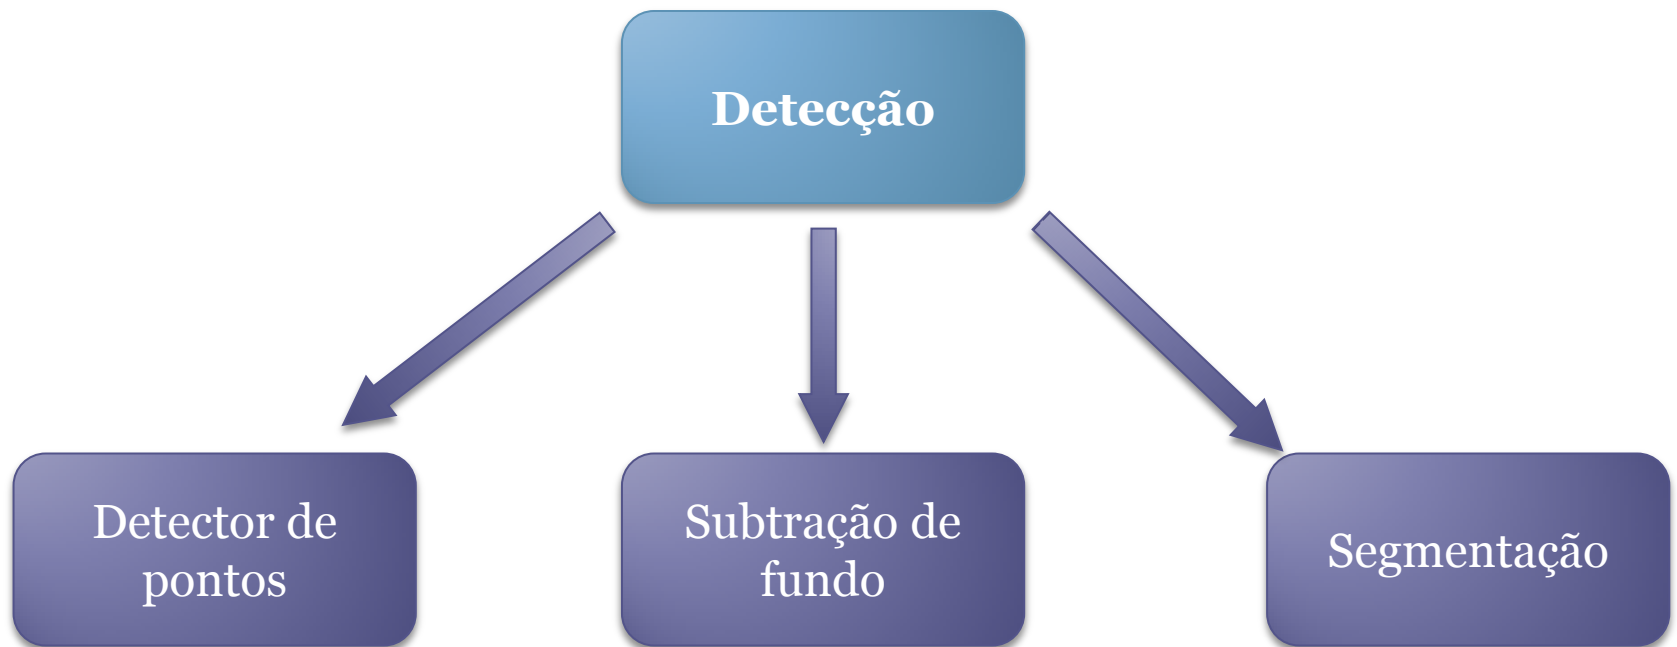 Detecção
Detector de
pontos
Subtração de
fundo
Segmentação